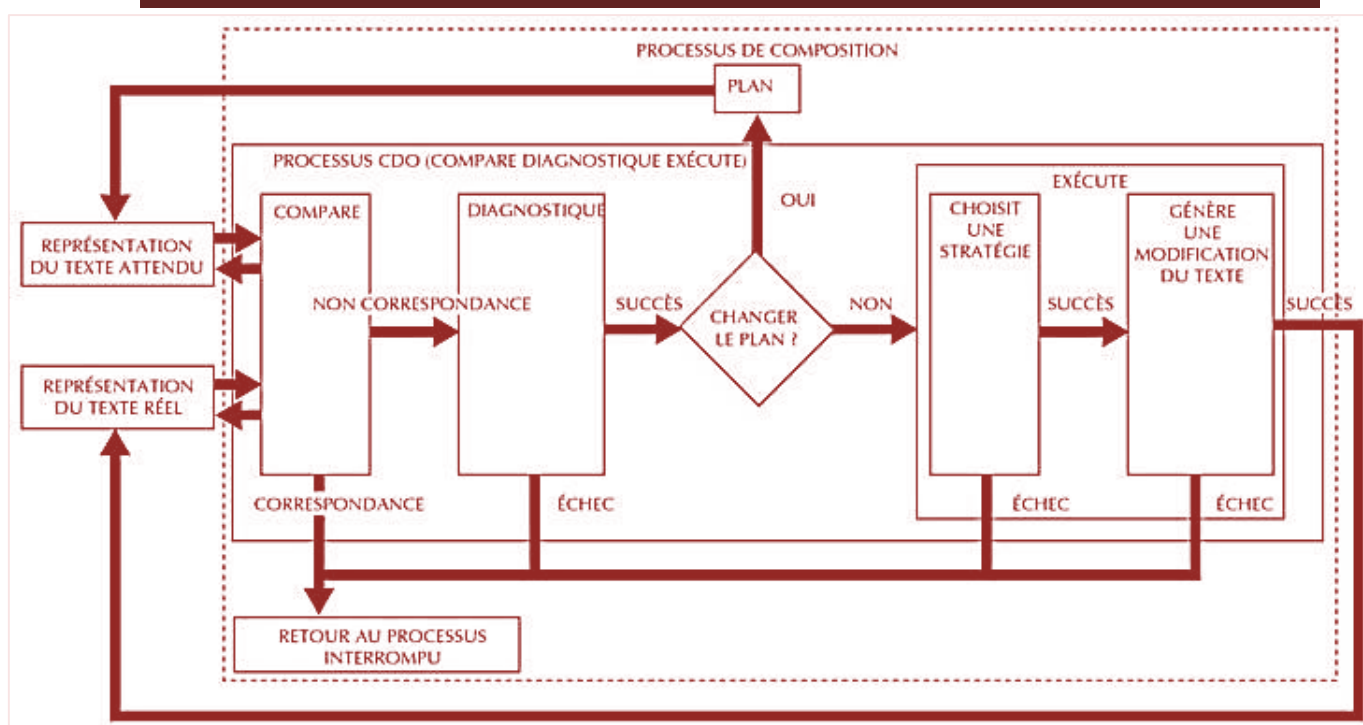 PROCESSUS DE COMPOSITION
PLAN
PROCESSUS CDO (COMPARE DIAGNOSTIQUE EXÉCUTE)
OUI
EXÉCUTE
COMPARE
DIAGNOSTIQUE
CHOISIT
UNE
STRATÉGIE
GÉNÈRE
UNE
MODIFICATION
DU TEXTE
REPRÉSENTATION
DU TEXTE ATTENDU
NON CORRESPONDANCE
SUCCÈS
CHANGER
LE PLAN ?
NON
SUCCÈS
SUCCÈS
REPRÉSENTATION
DU TEXTE RÉEL
CORRESPONDANCE
ÉCHEC
ÉCHEC
ÉCHEC
RETOUR AU PROCESSUS
INTERROMPU